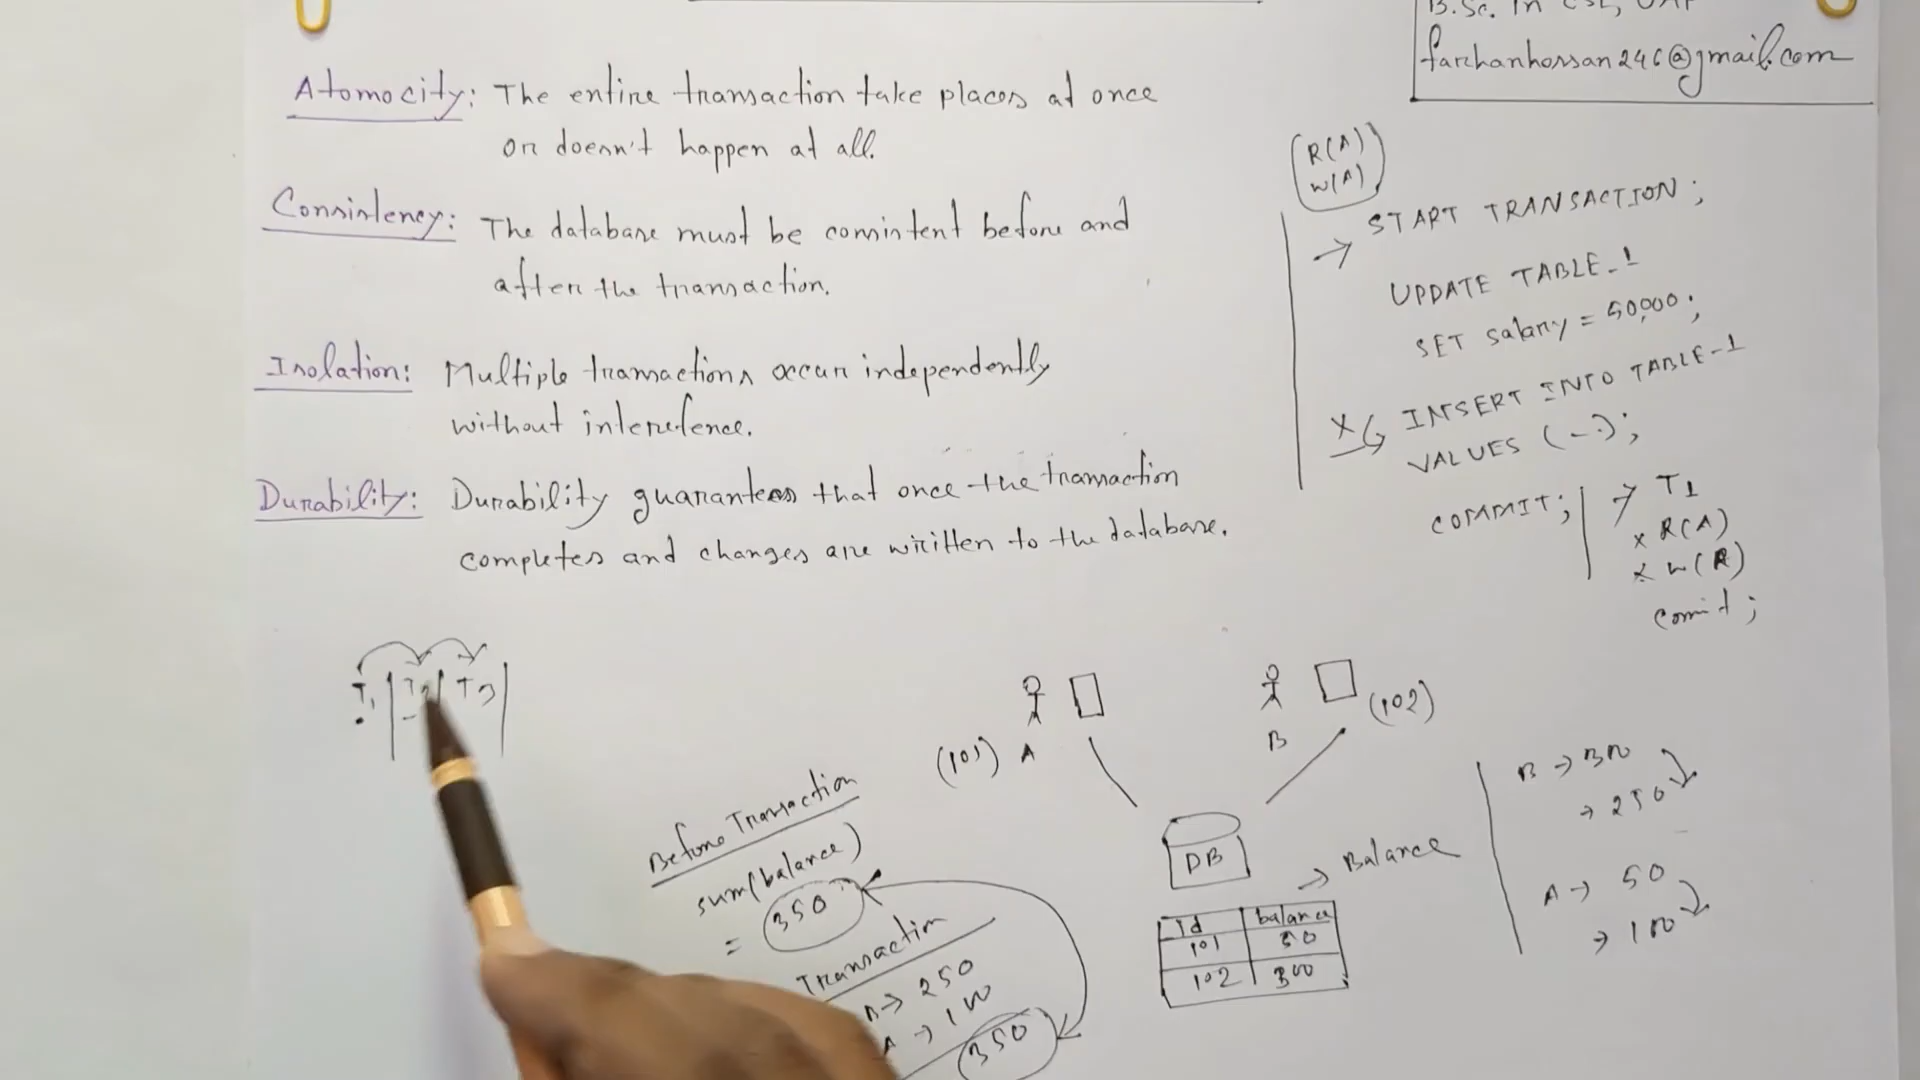 B.Sc. in CSE, UAP
farhanhossan246@gmail.com
Atomocity: The entire transaction take places at once
or doesn't happen at all.
Consistency: The database must be consistent before and
after the transaction.
Isolation: Multiple transactions occur independently
without interefence.
Durability: Durability guarantees that once the transaction
completes and changes are written to the database.
R(A)
W(A)
START TRANSACTION;
UPDATE TABLE_1
SET salary = 50,000;
INSERT INTO TABLE-1
VALUES (-..);
COMMIT;
T1
x R(A)
x W(A)
Commit;
T1 T2 T3
(101) A
B (102)
DB
→ Balance
Id balance
101 50
102 300
B → 300
→ 250
A → 50
→ 100
Before Transaction
sum(balance)
= 350
Transaction
B → 250
A → 100
350